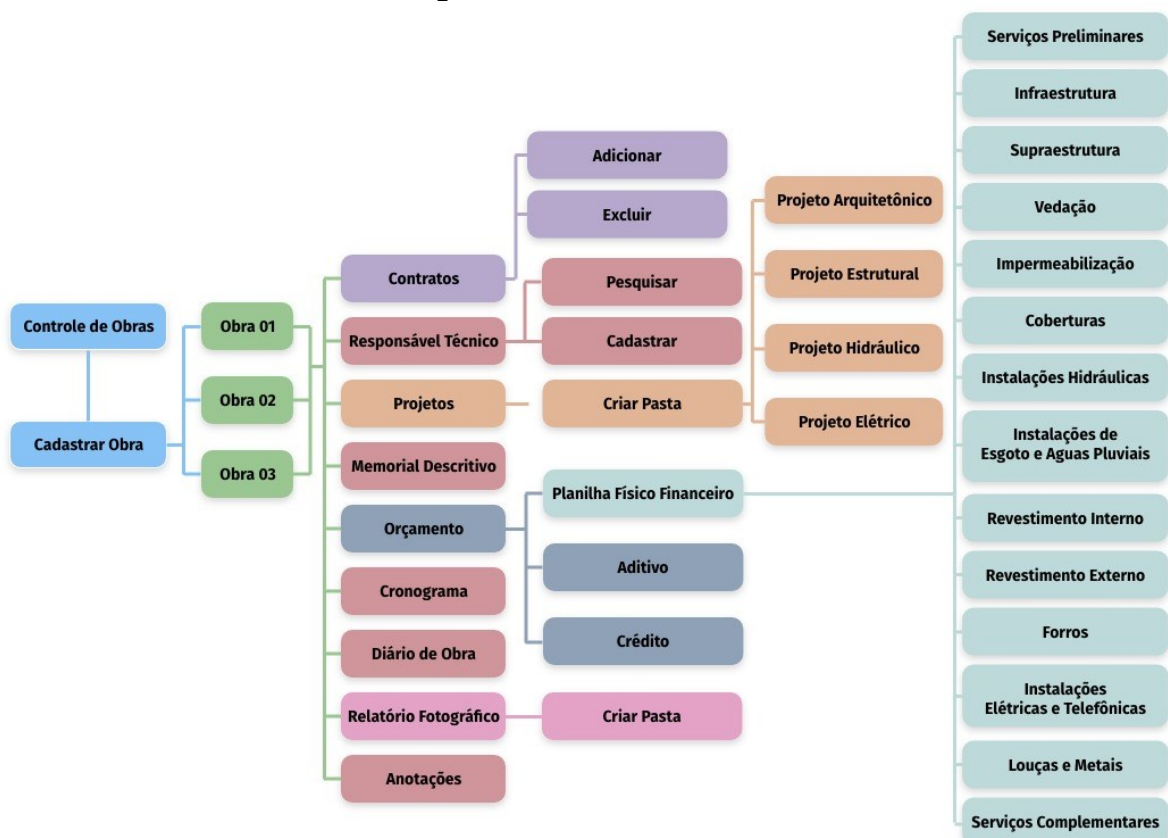 Controle de Obras
Cadastrar Obra
Obra 01
Obra 02
Obra 03
Contratos
Responsável Técnico
Projetos
Memorial Descritivo
Orçamento
Cronograma
Diário de Obra
Relatório Fotográfico
Anotações
Adicionar
Excluir
Pesquisar
Cadastrar
Criar Pasta
Planilha Físico Financeiro
Aditivo
Crédito
Criar Pasta
Projeto Arquitetônico
Projeto Estrutural
Projeto Hidráulico
Projeto Elétrico
Serviços Preliminares
Infraestrutura
Supraestrutura
Vedação
Impermeabilização
Coberturas
Instalações Hidráulicas
Instalações de
Esgoto e Aguas Pluviais
Revestimento Interno
Revestimento Externo
Forros
Instalações
Elétricas e Telefônicas
Louças e Metais
Serviços Complementares